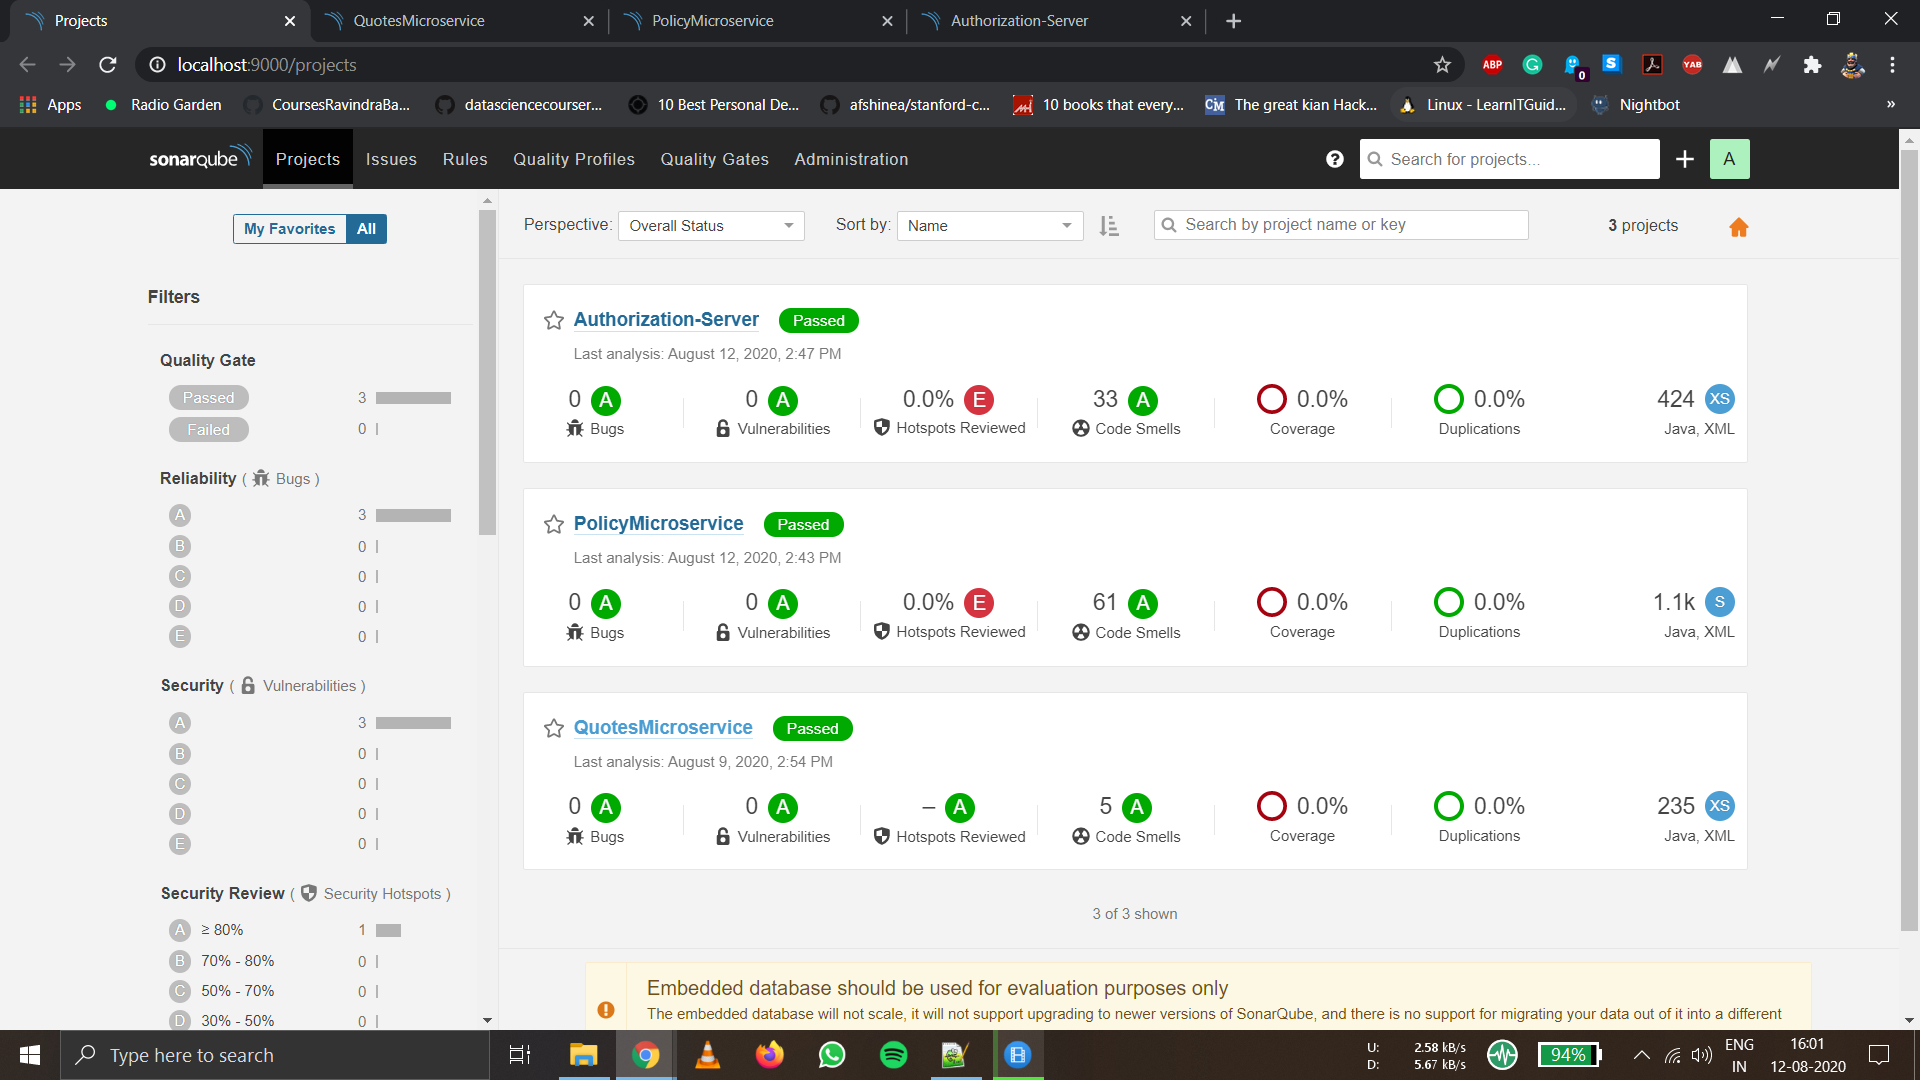 Projects QuotesMicroservice PolicyMicroservice Authorization-Server
localhost:9000/projects
ABP 0 S YAB
Apps Radio Garden CoursesRavindraBa... datasciencecourser... 10 Best Personal De... afshinea/stanford-c... 10 books that every... CM The great kian Hack... Linux - LearnITGuid... Nightbot »
sonarqube Projects Issues Rules Quality Profiles Quality Gates Administration ? Search for projects... + A
My Favorites All
Filters
Quality Gate
Passed 3
Failed 0
Reliability ( Bugs )
A 3
B 0
C 0
D 0
E 0
Security ( Vulnerabilities )
A 3
B 0
C 0
D 0
E 0
Security Review ( Security Hotspots )
A ≥ 80% 1
B 70% - 80% 0
C 50% - 70% 0
D 30% - 50% 0
Perspective: Overall Status Sort by: Name Search by project name or key 3 projects
Authorization-Server Passed
Last analysis: August 12, 2020, 2:47 PM
0 A 0 A 0.0% E 33 A 0.0% 0.0% 424 XS
Bugs Vulnerabilities Hotspots Reviewed Code Smells Coverage Duplications Java, XML
PolicyMicroservice Passed
Last analysis: August 12, 2020, 2:43 PM
0 A 0 A 0.0% E 61 A 0.0% 0.0% 1.1k S
Bugs Vulnerabilities Hotspots Reviewed Code Smells Coverage Duplications Java, XML
QuotesMicroservice Passed
Last analysis: August 9, 2020, 2:54 PM
0 A 0 A – A 5 A 0.0% 0.0% 235 XS
Bugs Vulnerabilities Hotspots Reviewed Code Smells Coverage Duplications Java, XML
3 of 3 shown
Embedded database should be used for evaluation purposes only
The embedded database will not scale, it will not support upgrading to newer versions of SonarQube, and there is no support for migrating your data out of it into a different
Type here to search
U: 2.58 kB/s
D: 5.67 kB/s
94%
ENG
IN
16:01
12-08-2020